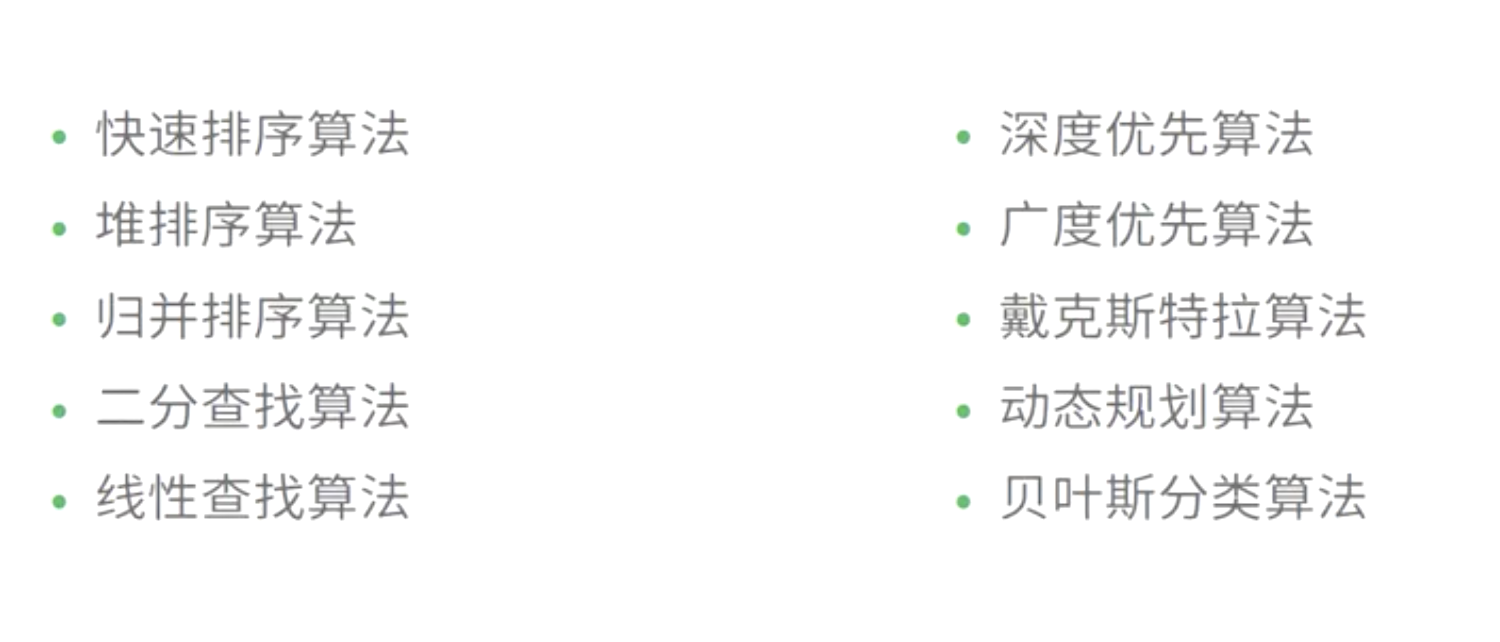 快速排序算法
堆排序算法
归并排序算法
二分查找算法
线性查找算法
深度优先算法
广度优先算法
戴克斯特拉算法
动态规划算法
贝叶斯分类算法